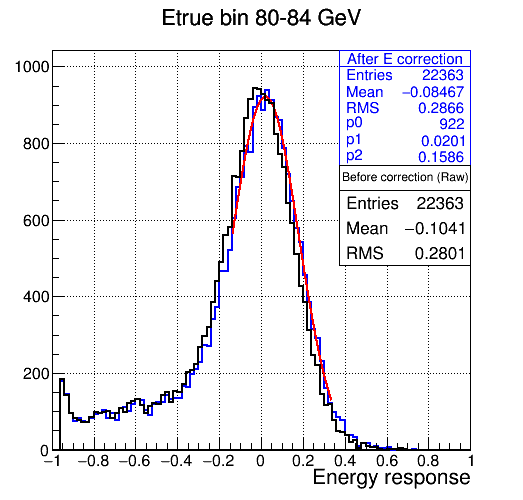 Etrue bin 80-84 GeV
After E correction
Entries 22363
Mean −0.08467
RMS 0.2866
p0 922
p1 0.0201
p2 0.1586
Before correction (Raw)
Entries 22363
Mean −0.1041
RMS 0.2801
1000
800
600
400
200
0
−1 −0.8 −0.6 −0.4 −0.2 0 0.2 0.4 0.6 0.8 1
Energy response